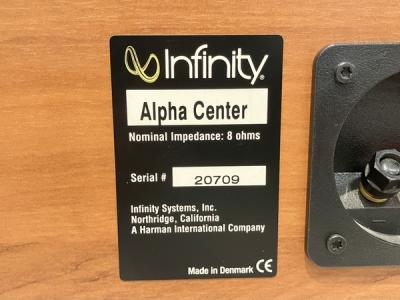 Infinity®
Alpha Center
Nominal Impedance: 8 ohms
Serial # 20709
Infinity Systems, Inc.
Northridge, California
A Harman International Company
Made in Denmark CE